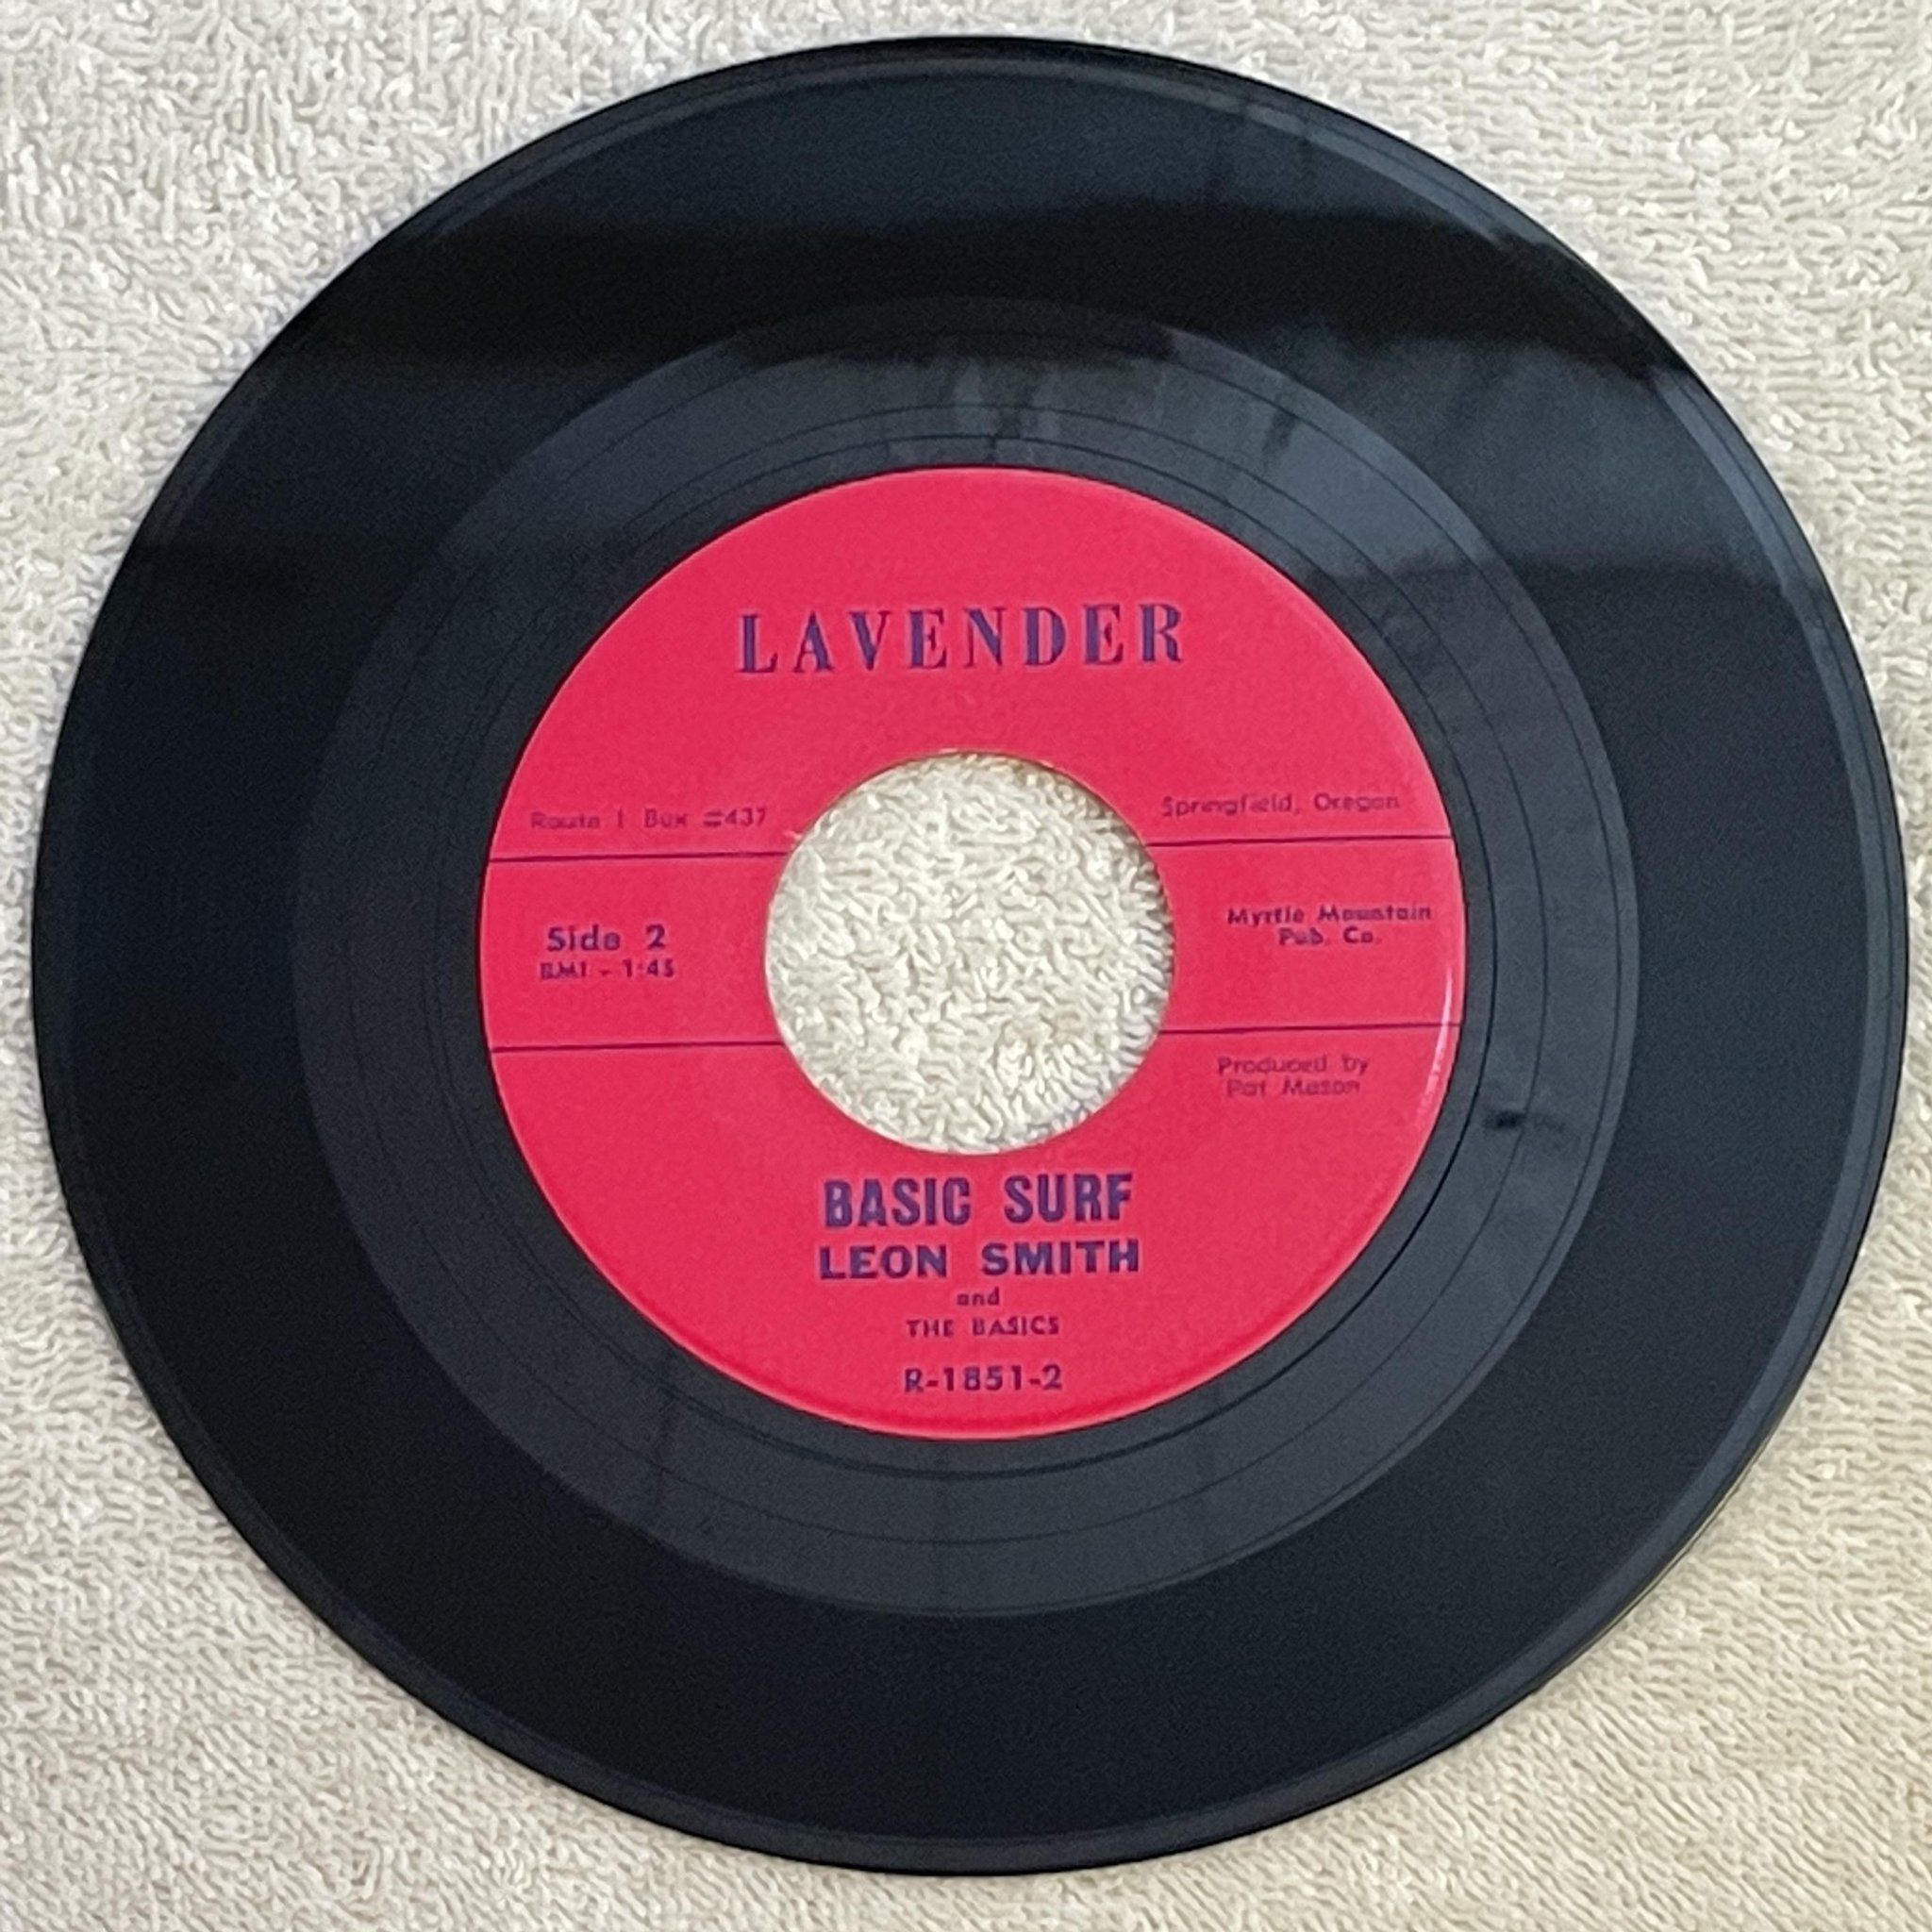 LAVENDER
Route 1 Box #437
Springfield, Oregon
Side 2
BMI - 1:45
Myrtle Mountain
Pub. Co.
Produced by
Pat Mason
BASIC SURF
LEON SMITH
and
THE BASICS
R-1851-2